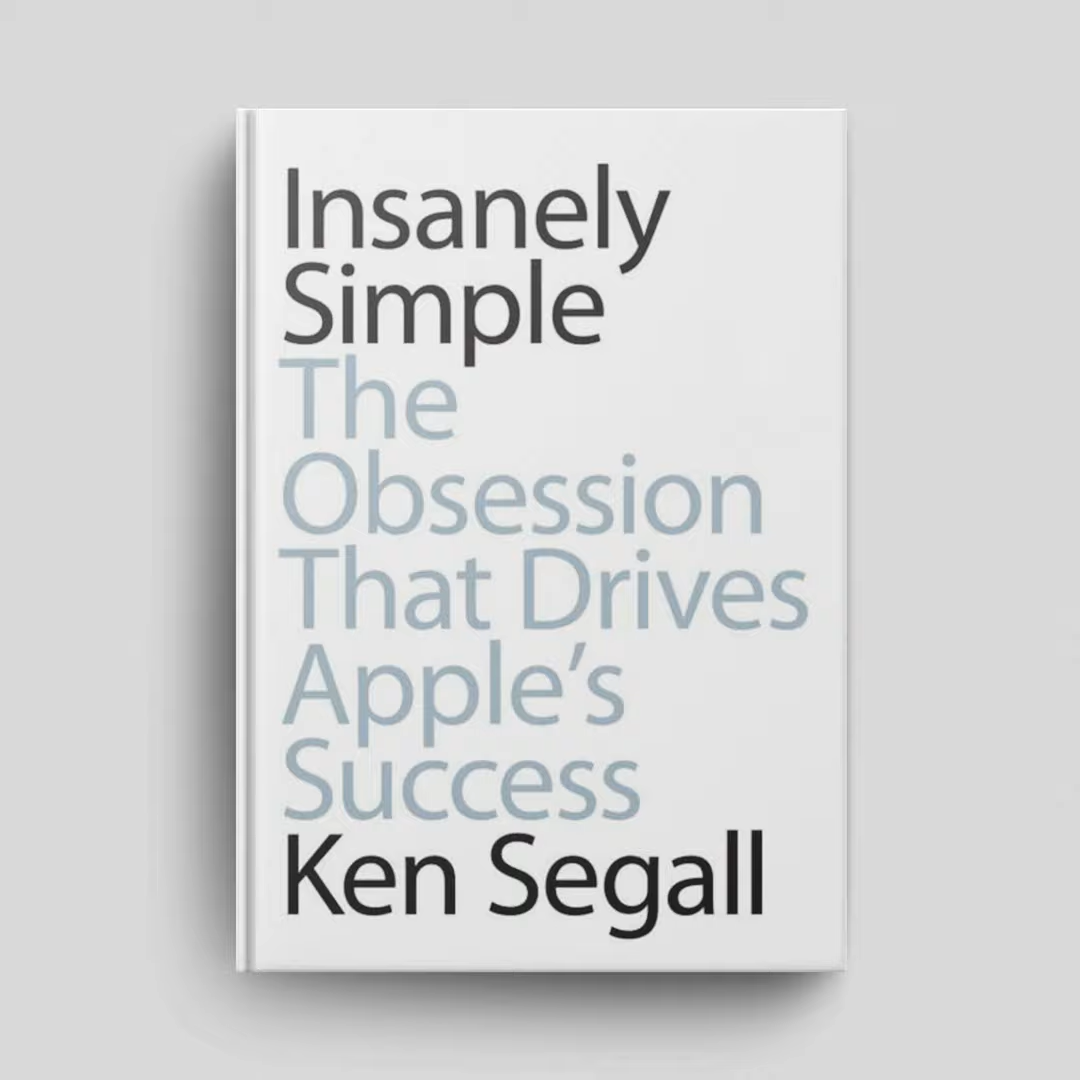 Insanely
Simple
The
Obsession
That Drives
Apple’s
Success
Ken Segall